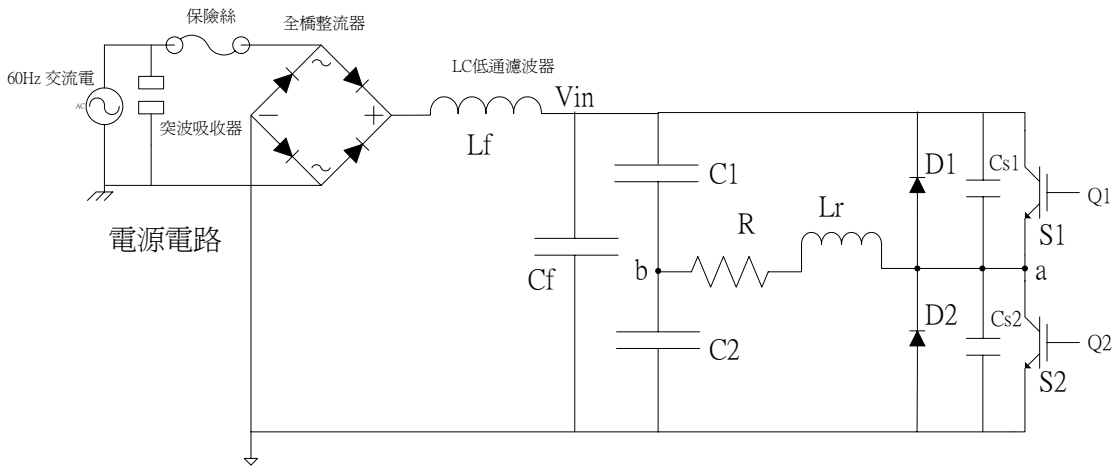 保險絲
全橋整流器
60Hz 交流電
AC
突波吸收器
LC低通濾波器
Lf
Vin
電源電路
Cf
C1
C2
b
R
Lr
D1
D2
Cs1
Cs2
a
Q1
S1
Q2
S2